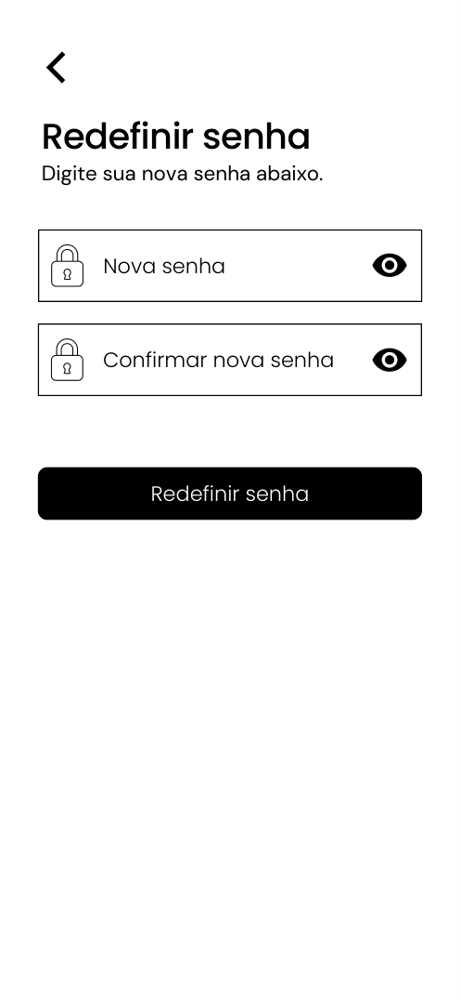 Redefinir senha
Digite sua nova senha abaixo.
Nova senha
Confirmar nova senha
Redefinir senha